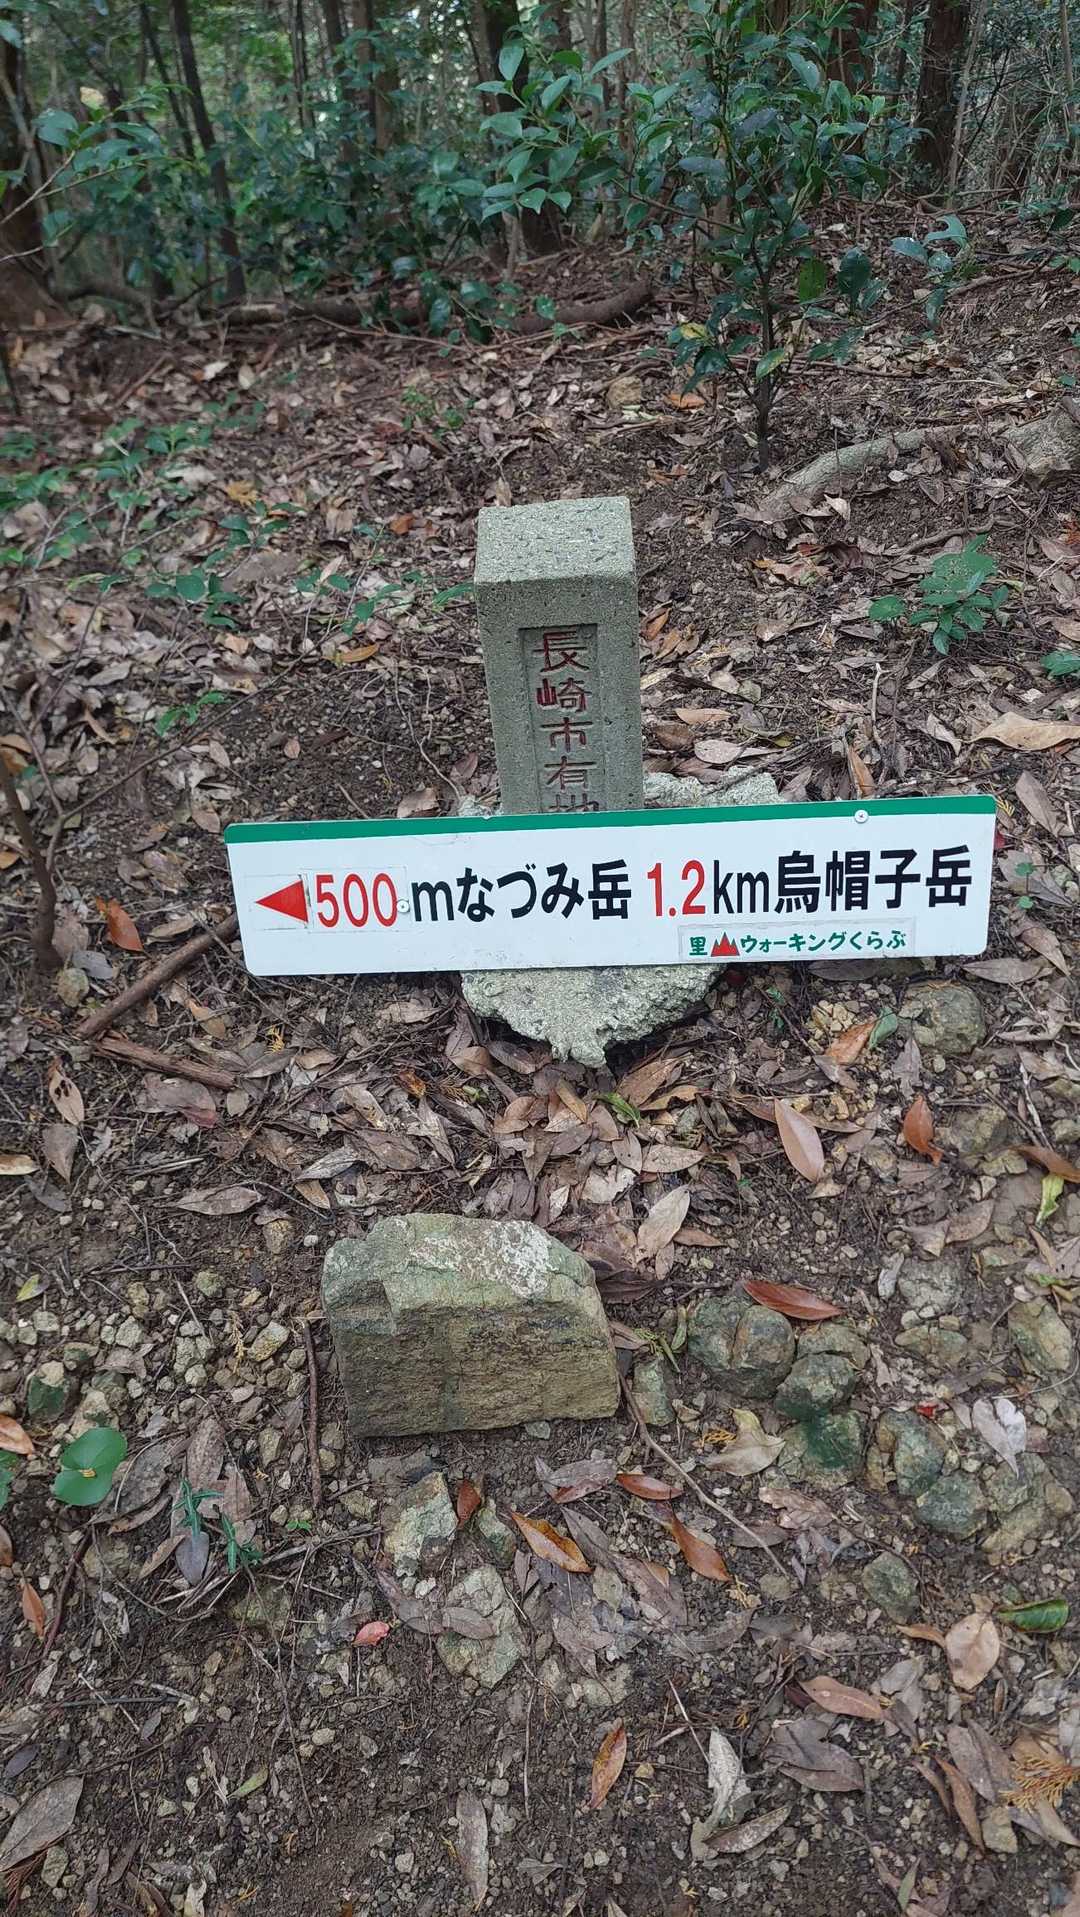 長崎市有地
500mなづみ岳 1.2km烏帽子岳
里 ウォーキングくらぶ